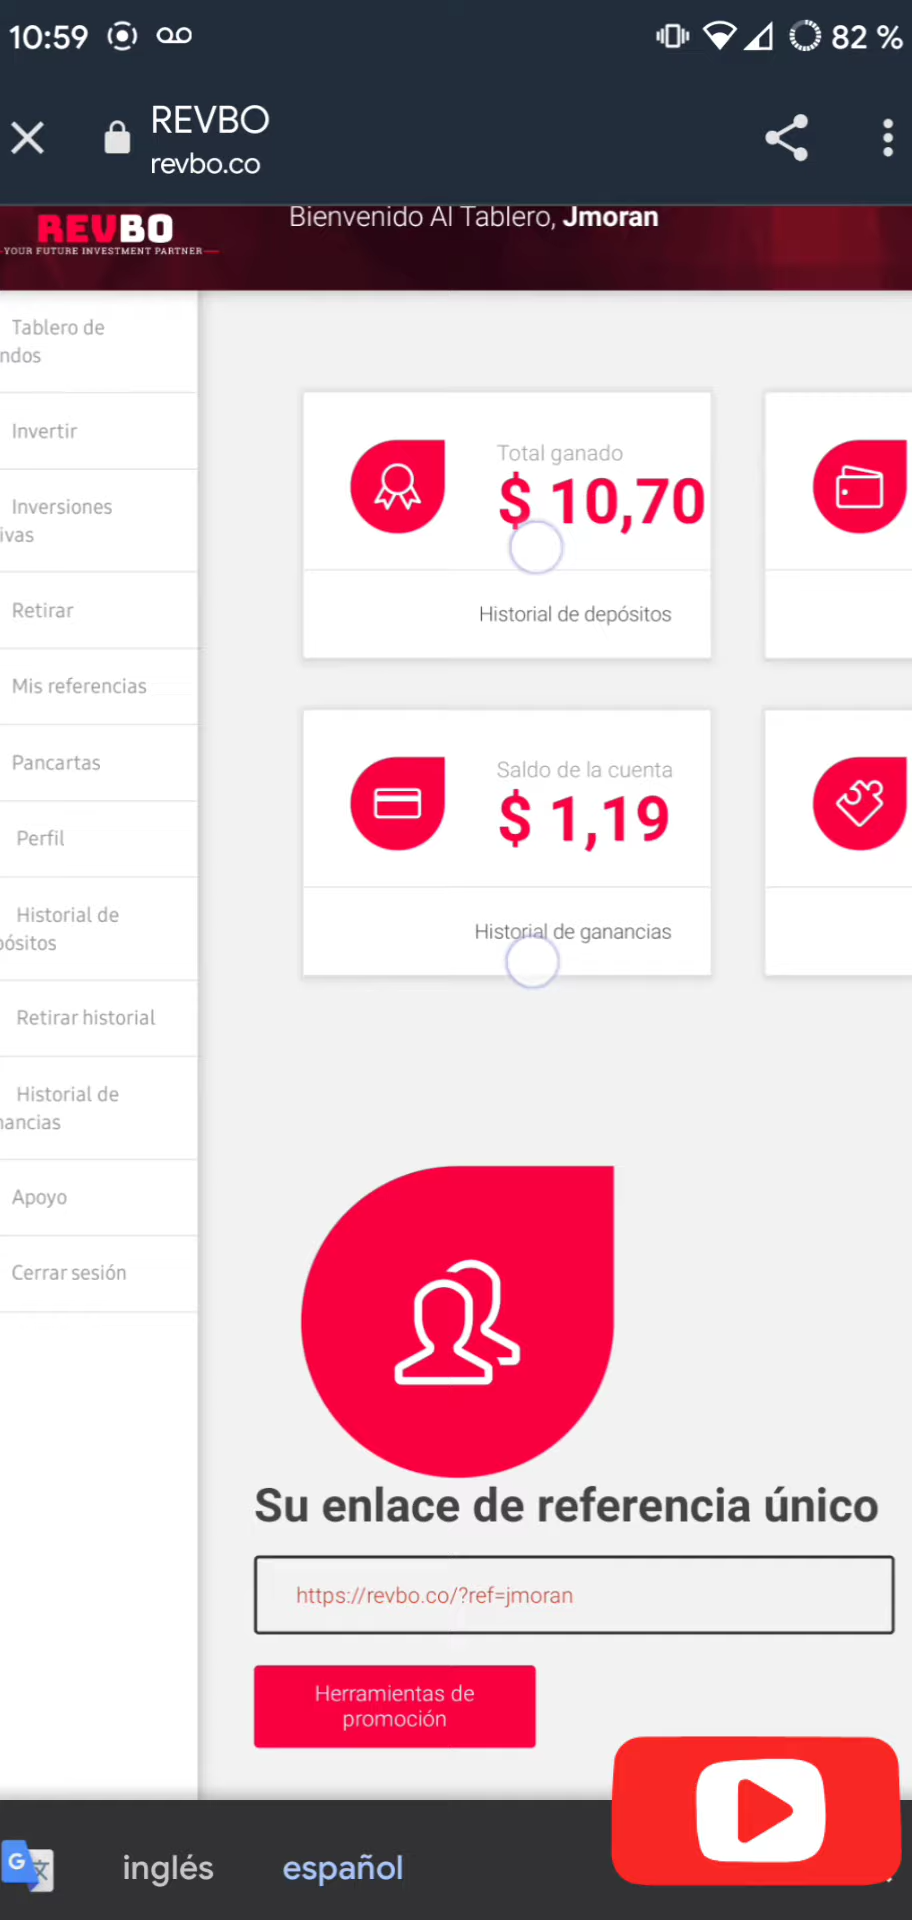 10:59
82 %
REVBO
revbo.co
REVBO
YOUR FUTURE INVESTMENT PARTNER
Bienvenido Al Tablero, Jmoran
Tablero de
ndos
Invertir
Inversiones
ivas
Retirar
Mis referencias
Pancartas
Perfil
Historial de
pósitos
Retirar historial
Historial de
nancias
Apoyo
Cerrar sesión
Total ganado
$ 10,70
Historial de depósitos
Saldo de la cuenta
$ 1,19
Historial de ganancias
Su enlace de referencia único
https://revbo.co/?ref=jmoran
Herramientas de
promoción
G
inglés
español